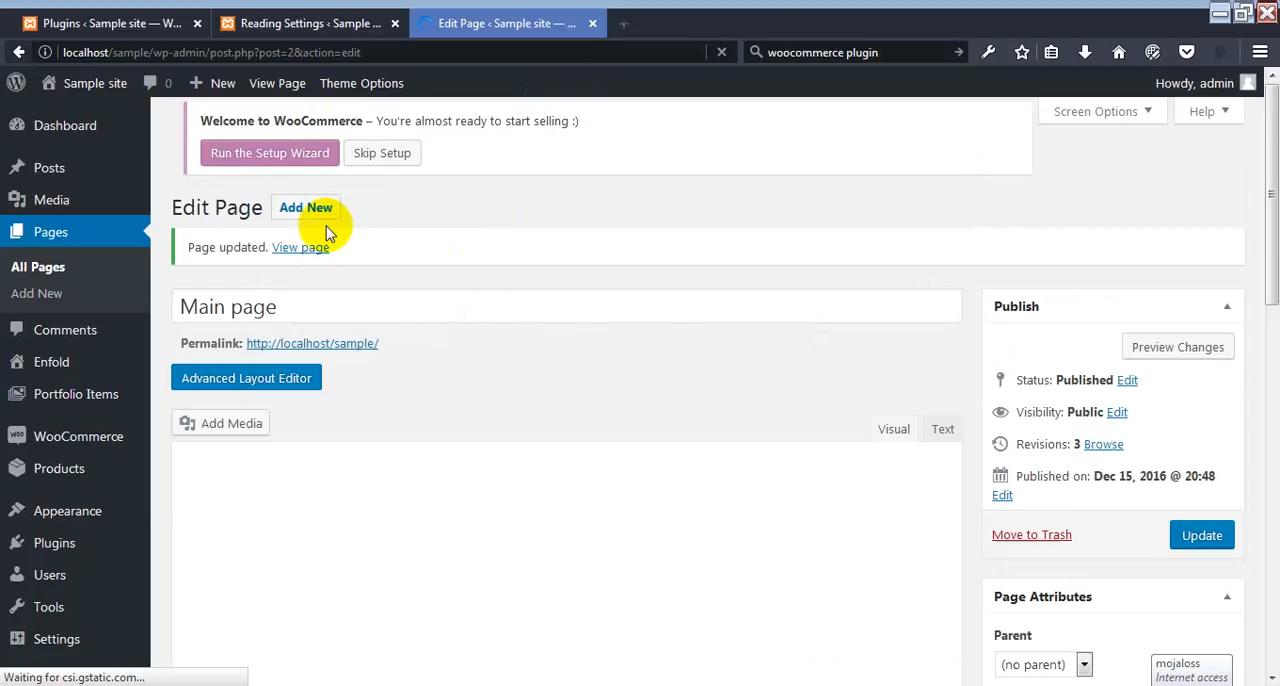 Plugins ‹ Sample site — W...
Reading Settings ‹ Sample ...
Edit Page ‹ Sample site — ...
localhost/sample/wp-admin/post.php?post=2&action=edit
woocommerce plugin
Sample site
0
New
View Page
Theme Options
Howdy, admin
Dashboard
Posts
Media
Pages
All Pages
Add New
Comments
Enfold
Portfolio Items
WooCommerce
Products
Appearance
Plugins
Users
Tools
Settings
Welcome to WooCommerce – You're almost ready to start selling :)
Run the Setup Wizard
Skip Setup
Screen Options
Help
Edit Page
Add New
Page updated. View page
Main page
Permalink: http://localhost/sample/
Advanced Layout Editor
Add Media
Visual
Text
Publish
Preview Changes
Status: Published Edit
Visibility: Public Edit
Revisions: 3 Browse
Published on: Dec 15, 2016 @ 20:48
Edit
Move to Trash
Update
Page Attributes
Parent
(no parent)
mojaloss
Internet access
Waiting for csi.gstatic.com...